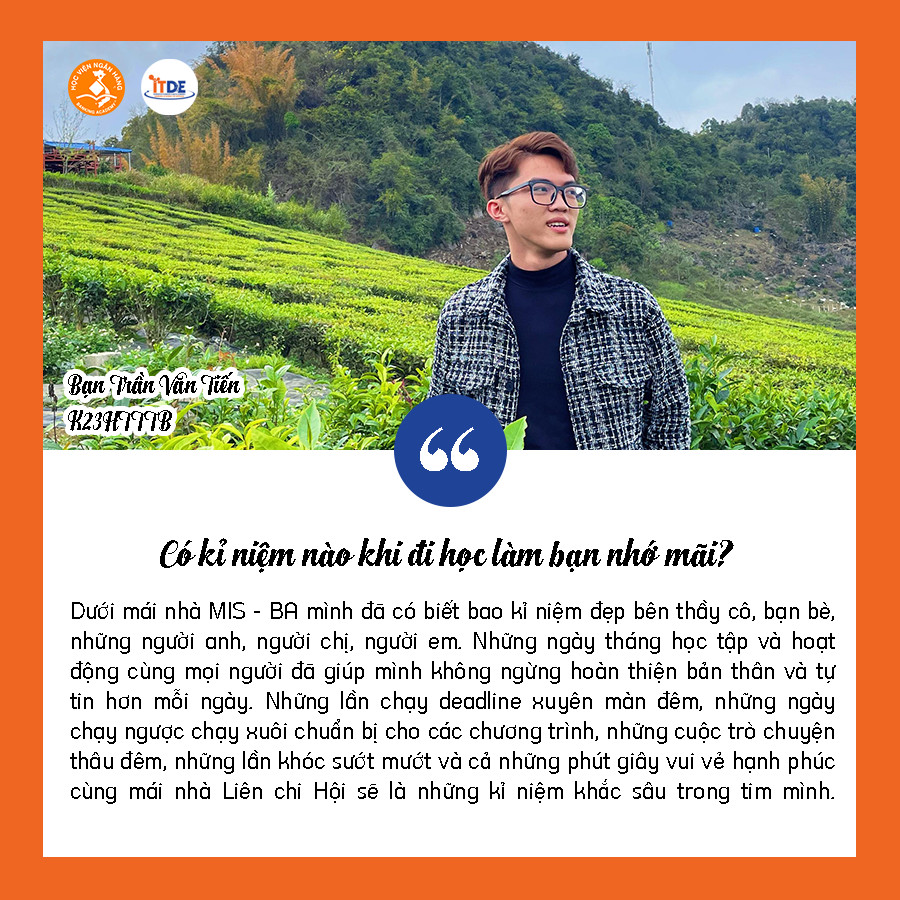 HỌC VIỆN NGÂN HÀNG
BANKING ACADEMY
ITDE
Bạn Trần Văn Tiến
K23HTTTB
Có kỉ niệm nào khi đi học làm bạn nhớ mãi?
Dưới mái nhà MIS - BA mình đã có biết bao kỉ niệm đẹp bên thầy cô, bạn bè,
những người anh, người chị, người em. Những ngày tháng học tập và hoạt
động cùng mọi người đã giúp mình không ngừng hoàn thiện bản thân và tự
tin hơn mỗi ngày. Những lần chạy deadline xuyên màn đêm, những ngày
chạy ngược chạy xuôi chuẩn bị cho các chương trình, những cuộc trò chuyện
thâu đêm, những lần khóc sướt mướt và cả những phút giây vui vẻ hạnh phúc
cùng mái nhà Liên chi Hội sẽ là những kỉ niệm khắc sâu trong tim mình.